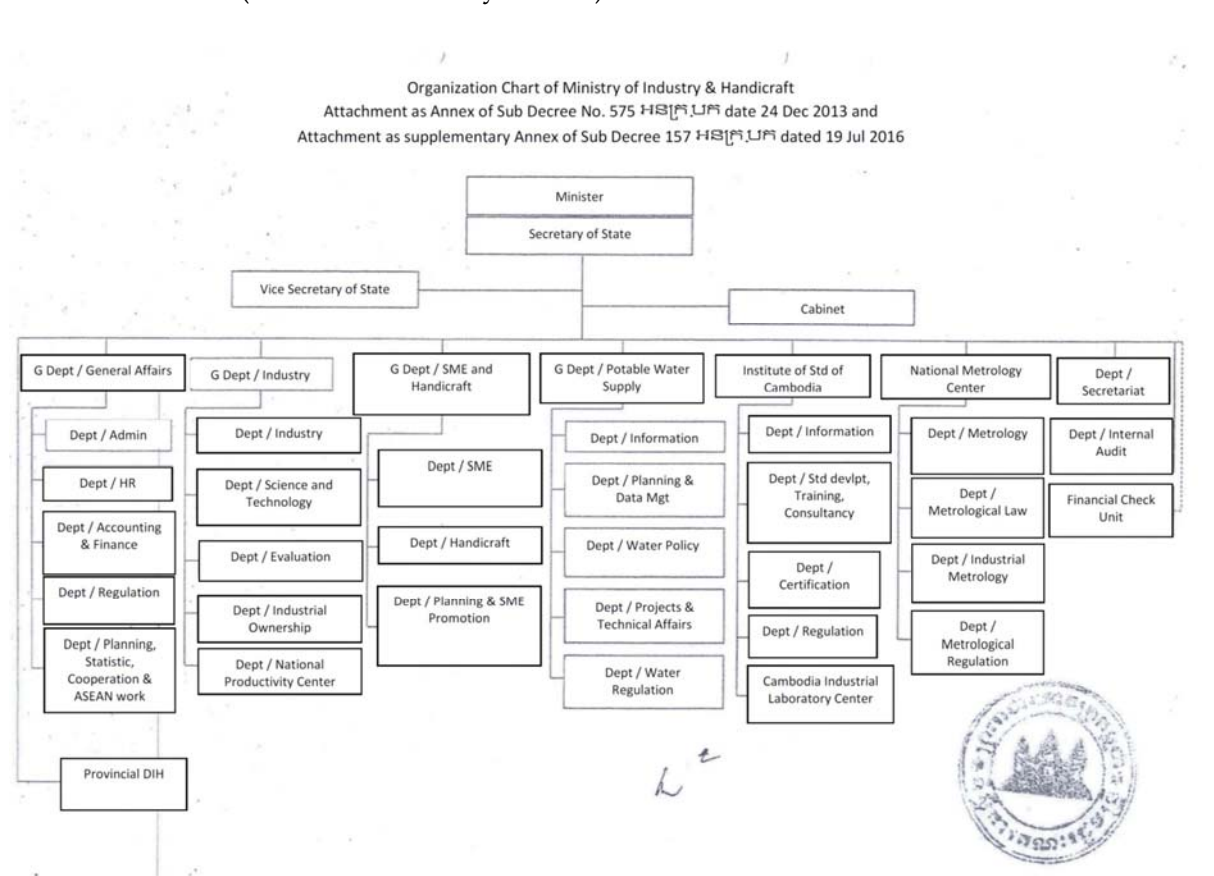 Organization Chart of Ministry of Industry & Handicraft
Attachment as Annex of Sub Decree No. 575 អនក្រ.បក date 24 Dec 2013 and
Attachment as supplementary Annex of Sub Decree 157 អនក្រ.បក dated 19 Jul 2016
Minister
Secretary of State
Vice Secretary of State
Cabinet
G Dept / General Affairs
Dept / Admin
Dept / HR
Dept / Accounting
& Finance
Dept / Regulation
Dept / Planning,
Statistic,
Cooperation &
ASEAN work
Provincial DIH
G Dept / Industry
Dept / Industry
Dept / Science and
Technology
Dept / Evaluation
Dept / Industrial
Ownership
Dept / National
Productivity Center
G Dept / SME and
Handicraft
Dept / SME
Dept / Handicraft
Dept / Planning & SME
Promotion
G Dept / Potable Water
Supply
Dept / Information
Dept / Planning &
Data Mgt
Dept / Water Policy
Dept / Projects &
Technical Affairs
Dept / Water
Regulation
Institute of Std of
Cambodia
Dept / Information
Dept / Std devlpt,
Training,
Consultancy
Dept /
Certification
Dept / Regulation
Cambodia Industrial
Laboratory Center
National Metrology
Center
Dept / Metrology
Dept /
Metrological Law
Dept / Industrial
Metrology
Dept /
Metrological
Regulation
Dept /
Secretariat
Dept / Internal
Audit
Financial Check
Unit